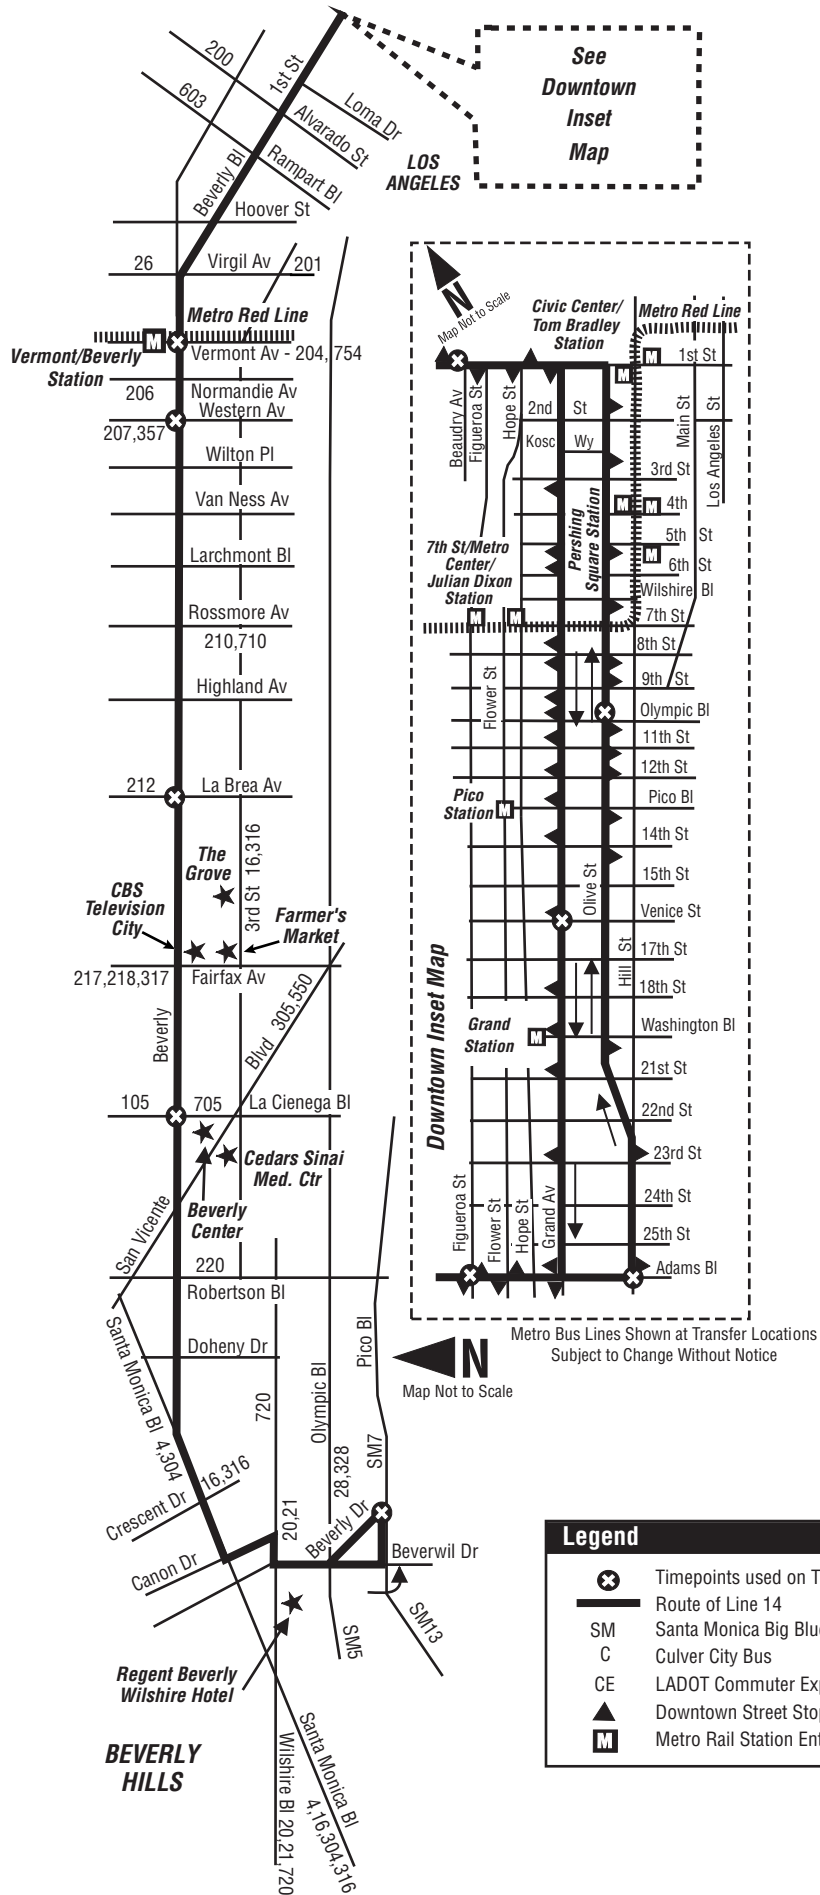 See
Downtown
Inset
Map
200
603
1st St
Loma Dr
Alvarado St
Rampart Bl
LOS
ANGELES
Beverly Bl
Hoover St
26
Virgil Av
201
Metro Red Line
Vermont/Beverly
Station
M
Vermont Av - 204, 754
206
Normandie Av
Western Av
207,357
Wilton Pl
Van Ness Av
Larchmont Bl
Rossmore Av
210,710
Highland Av
212
La Brea Av
The
Grove
3rd St 16,316
CBS
Television
City
Farmer's
Market
217,218,317
Fairfax Av
Beverly
Blvd 305,550
105
705
La Cienega Bl
Cedars Sinai
Med. Ctr
Beverly
Center
San Vicente
220
Robertson Bl
Santa Monica Bl 4,304
Doheny Dr
720
Olympic Bl
Pico Bl
N
Map Not to Scale
28,328
SM7
16,316
Crescent Dr
20,21
Beverly Dr
Canon Dr
Beverwil Dr
SM5
SM13
Regent Beverly
Wilshire Hotel
BEVERLY
HILLS
Wilshire Bl 20,21,720
Santa Monica Bl
4,16,304,316
N
Map Not to Scale
Civic Center/
Tom Bradley
Station
Metro Red Line
M
1st St
M
Beaudry Av
Figueroa St
Hope St
2nd St
Kosc Wy
Main St
Los Angeles St
3rd St
M M
4th
Pershing
Square Station
5th St
M
6th St
7th St/Metro
Center/
Julian Dixon
Station
Wilshire Bl
M M
7th St
8th St
Flower St
9th St
Olympic Bl
11th St
12th St
Pico
Station
M
Pico Bl
14th St
15th St
Olive St
Venice St
Hill St
17th St
18th St
Downtown Inset Map
Grand
Station
M
Washington Bl
21st St
22nd St
23rd St
24th St
25th St
Figueroa St
Flower St
Hope St
Grand Av
Adams Bl
Metro Bus Lines Shown at Transfer Locations
Subject to Change Without Notice
Legend
Timepoints used on T
Route of Line 14
SM Santa Monica Big Blu
C Culver City Bus
CE LADOT Commuter Exp
Downtown Street Stop
M Metro Rail Station Ent